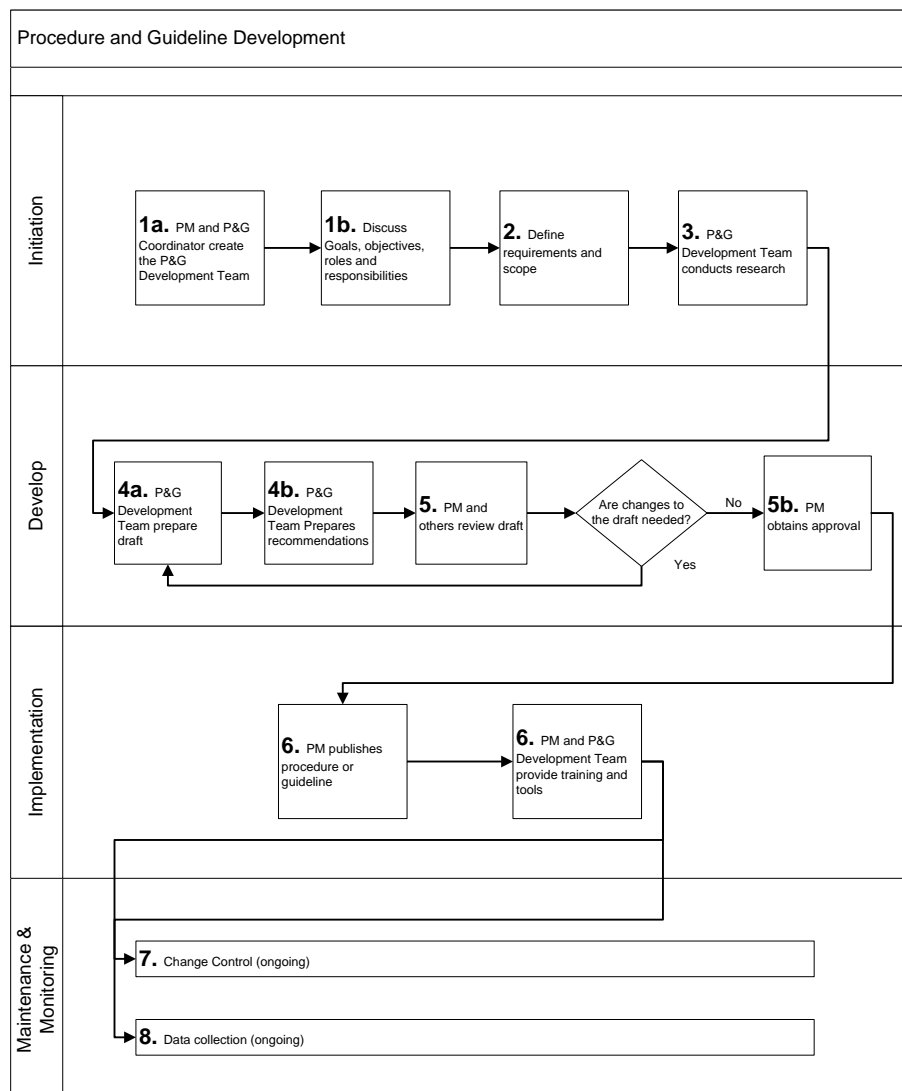 Procedure and Guideline Development
Initiation
1a. PM and P&G
Coordinator create
the P&G
Development Team
1b. Discuss
Goals, objectives,
roles and
responsibilities
2. Define
requirements and
scope
3. P&G
Development Team
conducts research
Develop
4a. P&G
Development
Team prepare
draft
4b. P&G
Development
Team Prepares
recommendations
5. PM and
others review draft
Are changes to
the draft needed?
No
Yes
5b. PM
obtains approval
Implementation
6. PM publishes
procedure or
guideline
6. PM and P&G
Development Team
provide training and
tools
Maintenance &
Monitoring
7. Change Control (ongoing)
8. Data collection (ongoing)